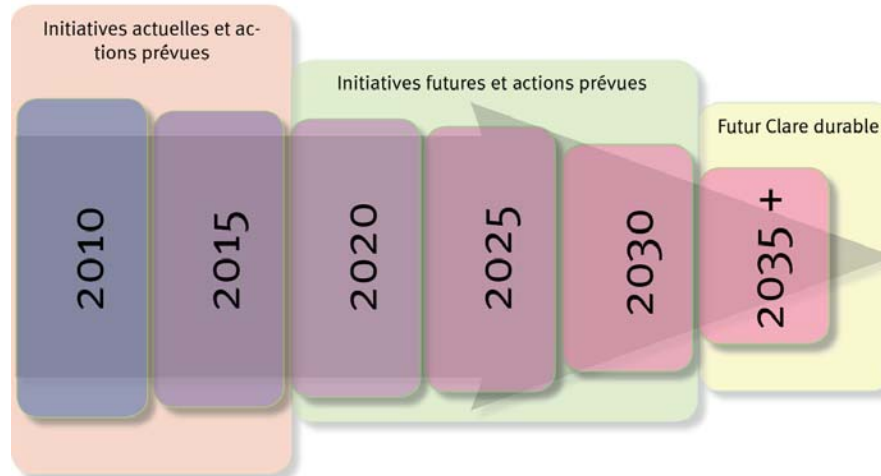 Initiatives actuelles et ac-
tions prévues
Initiatives futures et actions prévues
Futur Clare durable
2010
2015
2020
2025
2030
2035 +